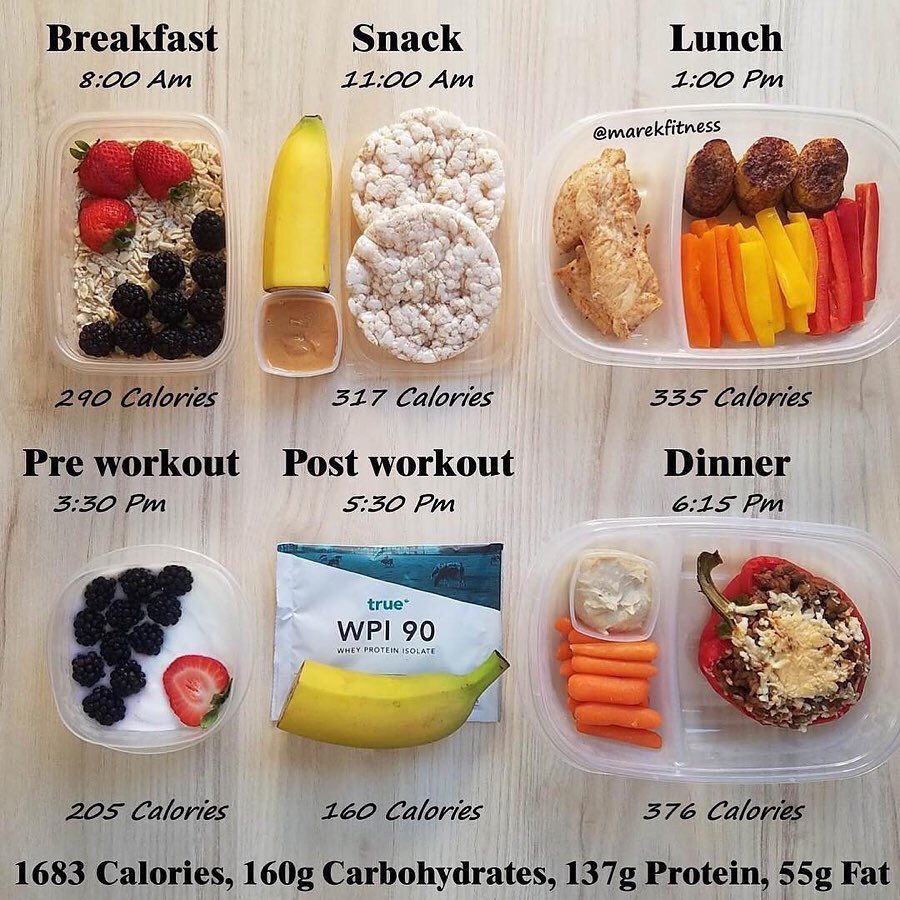 Breakfast
8:00 Am
Snack
11:00 Am
Lunch
1:00 Pm
@marekfitness
290 Calories
317 Calories
335 Calories
Pre workout
3:30 Pm
Post workout
5:30 Pm
Dinner
6:15 Pm
true
WPI 90
WHEY PROTEIN ISOLATE
205 Calories
160 Calories
376 Calories
1683 Calories, 160g Carbohydrates, 137g Protein, 55g Fat